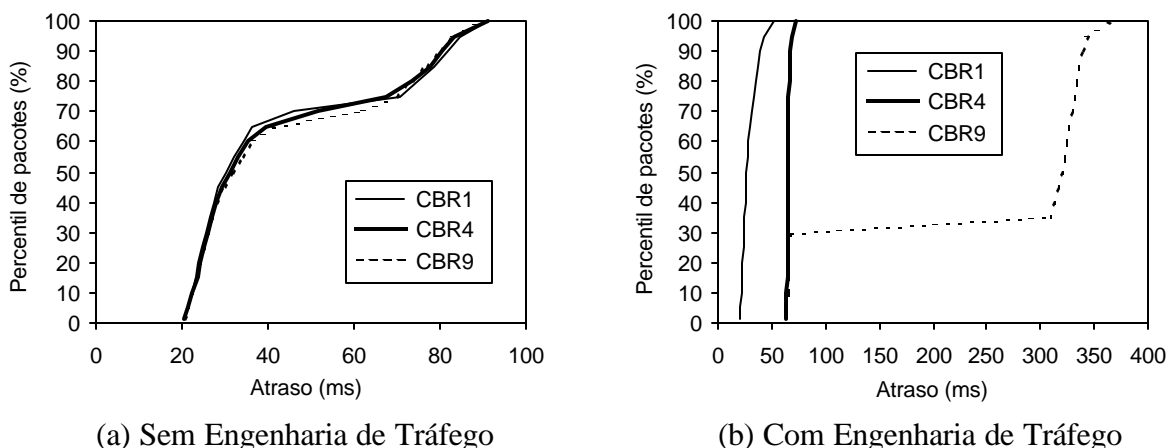 Percentil de pacotes (%)
100
90
80
70
60
50
40
30
20
10
0
CBR1
CBR4
CBR9
0 20 40 60 80 100
Atraso (ms)
(a) Sem Engenharia de Tráfego
Percentil de pacotes (%)
100
90
80
70
60
50
40
30
20
10
0
CBR1
CBR4
CBR9
0 50 100 150 200 250 300 350 400
Atraso (ms)
(b) Com Engenharia de Tráfego